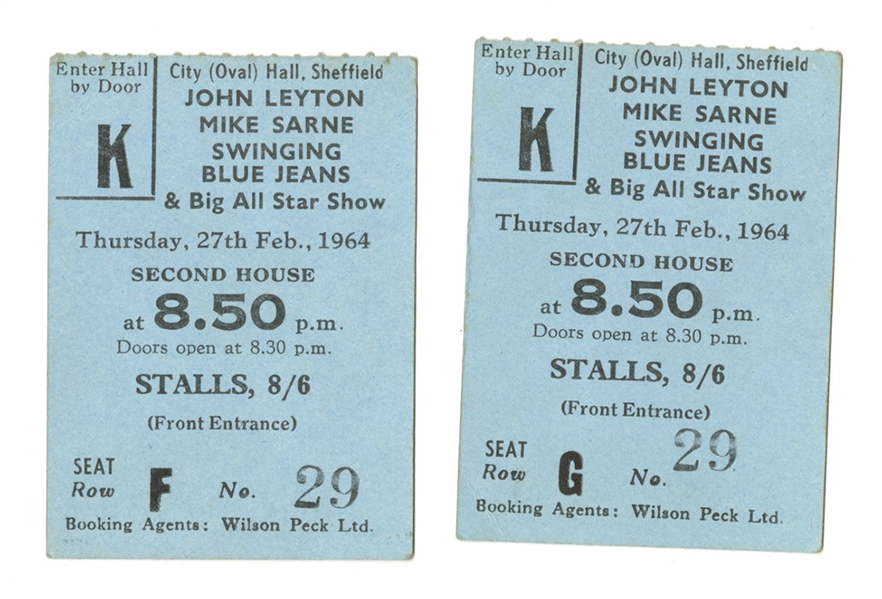 Enter Hall
by Door
K
City (Oval) Hall, Sheffield
JOHN LEYTON
MIKE SARNE
SWINGING
BLUE JEANS
& Big All Star Show
Thursday, 27th Feb., 1964
SECOND HOUSE
at 8.50 p.m.
Doors open at 8.30 p.m.
STALLS, 8/6
(Front Entrance)
SEAT
Row F No. 29
Booking Agents: Wilson Peck Ltd.
Enter Hall
by Door
K
City (Oval) Hall, Sheffield
JOHN LEYTON
MIKE SARNE
SWINGING
BLUE JEANS
& Big All Star Show
Thursday, 27th Feb., 1964
SECOND HOUSE
at 8.50 p.m.
Doors open at 8.30 p.m.
STALLS, 8/6
(Front Entrance)
SEAT
Row G No. 29
Booking Agents: Wilson Peck Ltd.